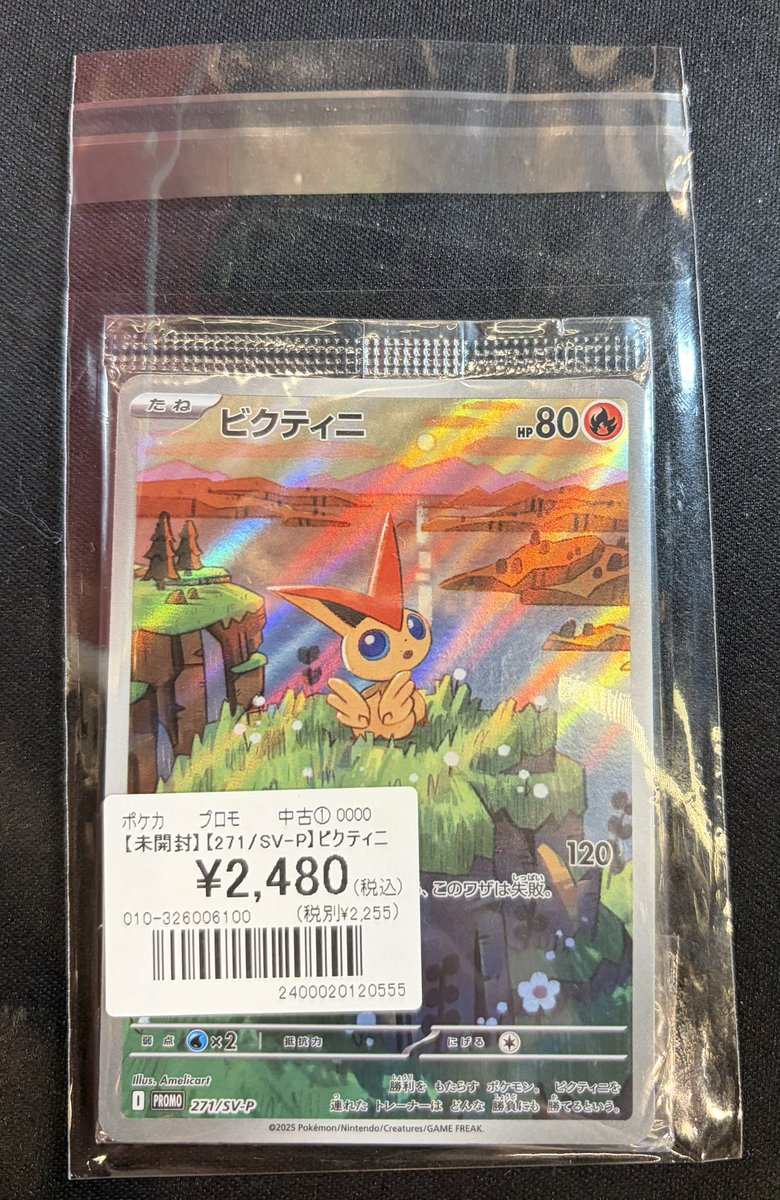 たね ビクティニ HP80
ポケカ プロモ 中古① 0000
【未開封】【271/SV-P】ビクティニ
¥2,480(税込)
010-326006100 (税別¥2,255)
2400020120555
120
、このワザは失敗。
しっぱい
弱点 ×2 抵抗力 にげる
Illus. Amelicart
勝利を もたらす ポケモン。 ビクティニを
連れた トレーナーは どんな 勝負にも 勝てるという。
I PROMO 271/SV-P
©2025 Pokémon/Nintendo/Creatures/GAME FREAK.